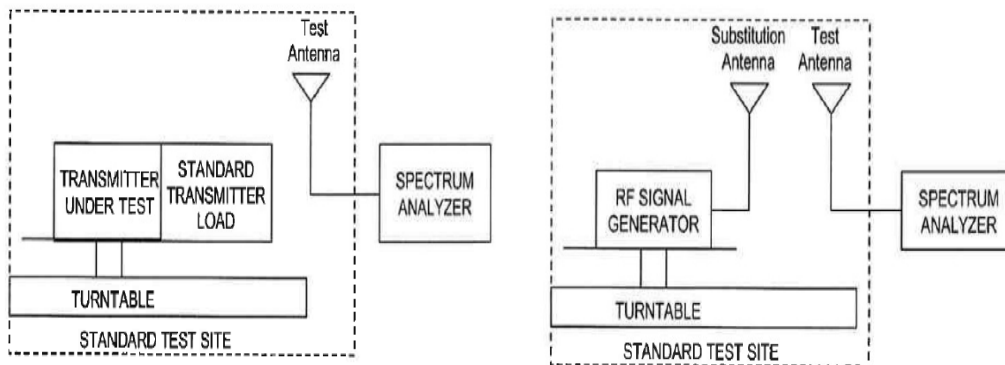 Test
Antenna
TRANSMITTER
UNDER TEST
STANDARD
TRANSMITTER
LOAD
SPECTRUM
ANALYZER
TURNTABLE
STANDARD TEST SITE
Substitution
Antenna
Test
Antenna
RF SIGNAL
GENERATOR
SPECTRUM
ANALYZER
TURNTABLE
STANDARD TEST SITE